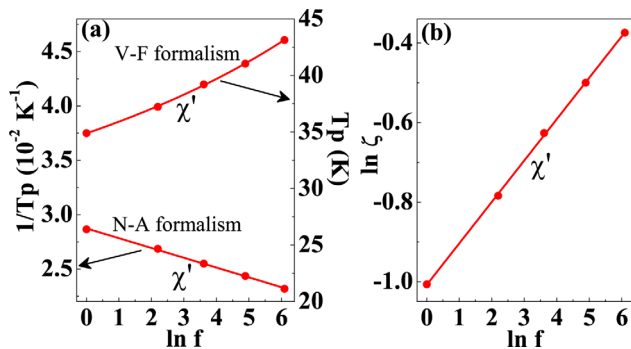 (a)
4.5
4.0
3.5
3.0
2.5
1/Tp (10⁻² K⁻¹)
V-F formalism
χ'
N-A formalism
χ'
45
40
35
30
25
20
Tp (K)
0 1 2 3 4 5 6
ln f
(b)
-0.4
-0.6
-0.8
-1.0
ln ζ
χ'
0 1 2 3 4 5 6
ln f